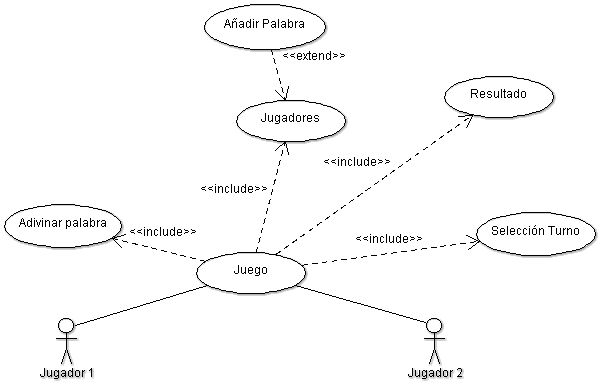 Añadir Palabra
<<extend>>
Resultado
Jugadores
<<include>>
<<include>>
Adivinar palabra
<<include>>
Selección Turno
<<include>>
Juego
Jugador 1
Jugador 2